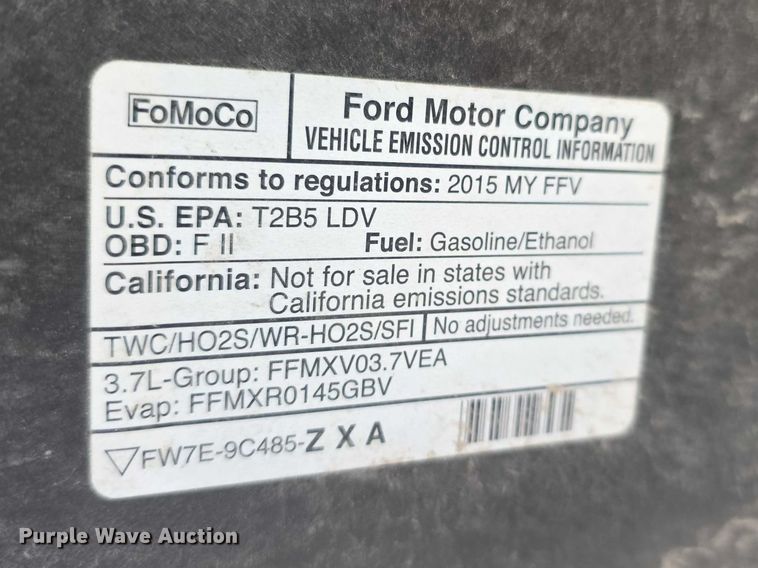 FoMoCo
Ford Motor Company
VEHICLE EMISSION CONTROL INFORMATION
Conforms to regulations: 2015 MY FFV
U.S. EPA: T2B5 LDV
OBD: F II Fuel: Gasoline/Ethanol
California: Not for sale in states with
California emissions standards.
TWC/HO2S/WR-HO2S/SFI No adjustments needed.
3.7L-Group: FFMXV03.7VEA
Evap: FFMXR0145GBV
FW7E-9C485-Z X A
Purple Wave Auction